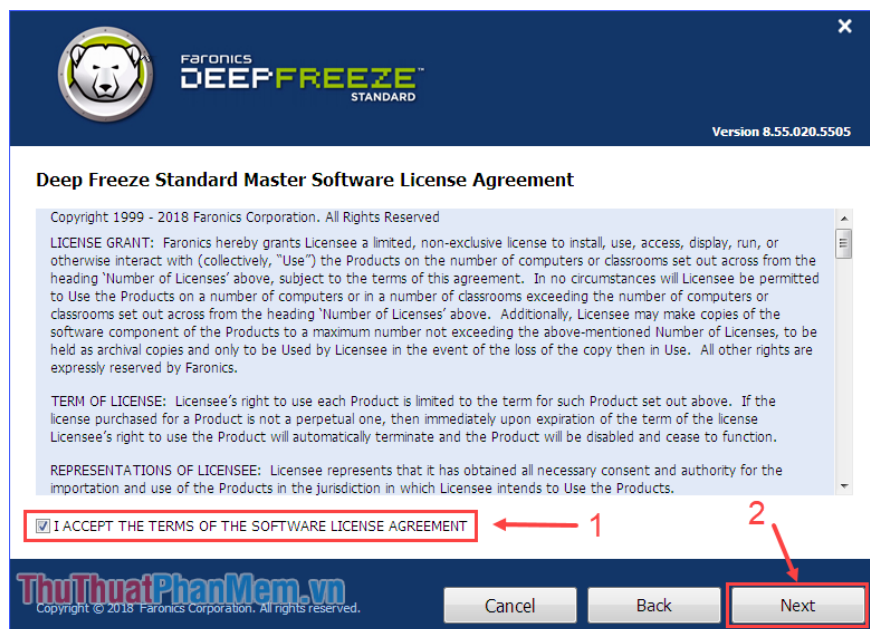 Faronics
DEEPFREEZE™
STANDARD
Version 8.55.020.5505
Deep Freeze Standard Master Software License Agreement
Copyright 1999 - 2018 Faronics Corporation. All Rights Reserved
LICENSE GRANT: Faronics hereby grants Licensee a limited, non-exclusive license to install, use, access, display, run, or
otherwise interact with (collectively, "Use") the Products on the number of computers or classrooms set out across from the
heading 'Number of Licenses' above, subject to the terms of this agreement. In no circumstances will Licensee be permitted
to Use the Products on a number of computers or in a number of classrooms exceeding the number of computers or
classrooms set out across from the heading 'Number of Licenses' above. Additionally, Licensee may make copies of the
software component of the Products to a maximum number not exceeding the above-mentioned Number of Licenses, to be
held as archival copies and only to be Used by Licensee in the event of the loss of the copy then in Use. All other rights are
expressly reserved by Faronics.
TERM OF LICENSE: Licensee's right to use each Product is limited to the term for such Product set out above. If the
license purchased for a Product is not a perpetual one, then immediately upon expiration of the term of the license
Licensee's right to use the Product will automatically terminate and the Product will be disabled and cease to function.
REPRESENTATIONS OF LICENSEE: Licensee represents that it has obtained all necessary consent and authority for the
importation and use of the Products in the jurisdiction in which Licensee intends to Use the Products.
I ACCEPT THE TERMS OF THE SOFTWARE LICENSE AGREEMENT
1
2
ThuThuatPhanMem.vn
Copyright © 2018 Faronics Corporation. All rights reserved.
Cancel
Back
Next